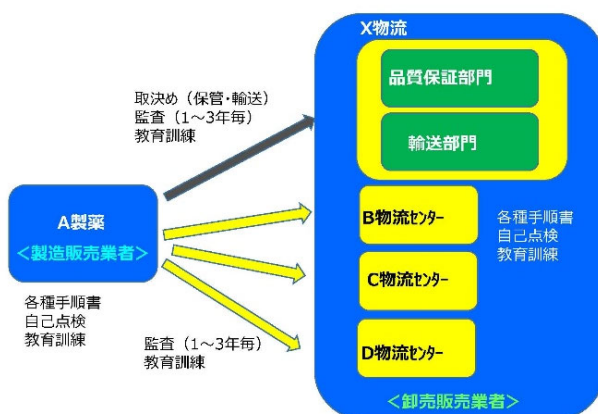 X物流
品質保証部門
輸送部門
取決め（保管・輸送）
監査（1～3年毎）
教育訓練
A製薬
＜製造販売業者＞
B物流センター
C物流センター
D物流センター
各種手順書
自己点検
教育訓練
各種手順書
自己点検
教育訓練
監査（1～3年毎）
教育訓練
＜卸売販売業者＞